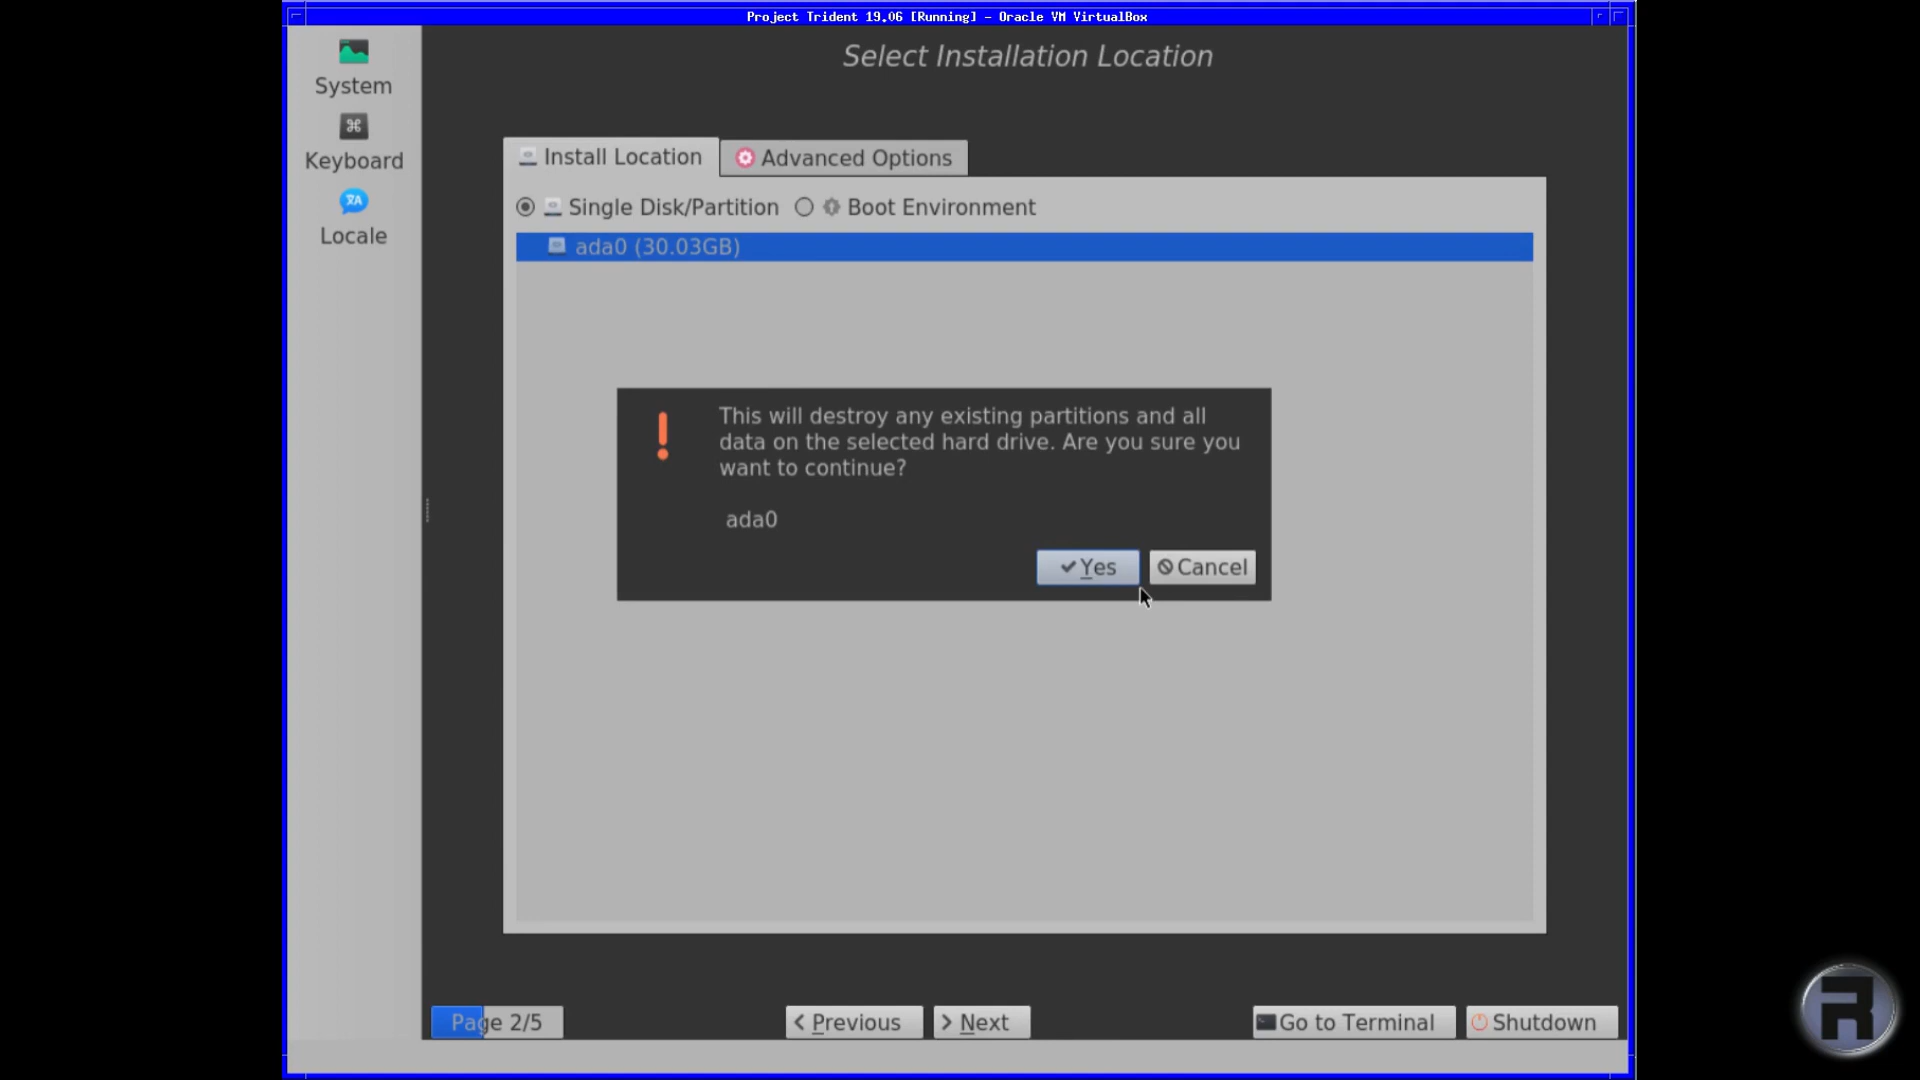 Project Trident 19.06 [Running] - Oracle VM VirtualBox
System
Keyboard
Locale
Select Installation Location
Install Location
Advanced Options
Single Disk/Partition
Boot Environment
ada0 (30.03GB)
This will destroy any existing partitions and all
data on the selected hard drive. Are you sure you
want to continue?
ada0
Yes
Cancel
Page 2/5
Previous
Next
Go to Terminal
Shutdown